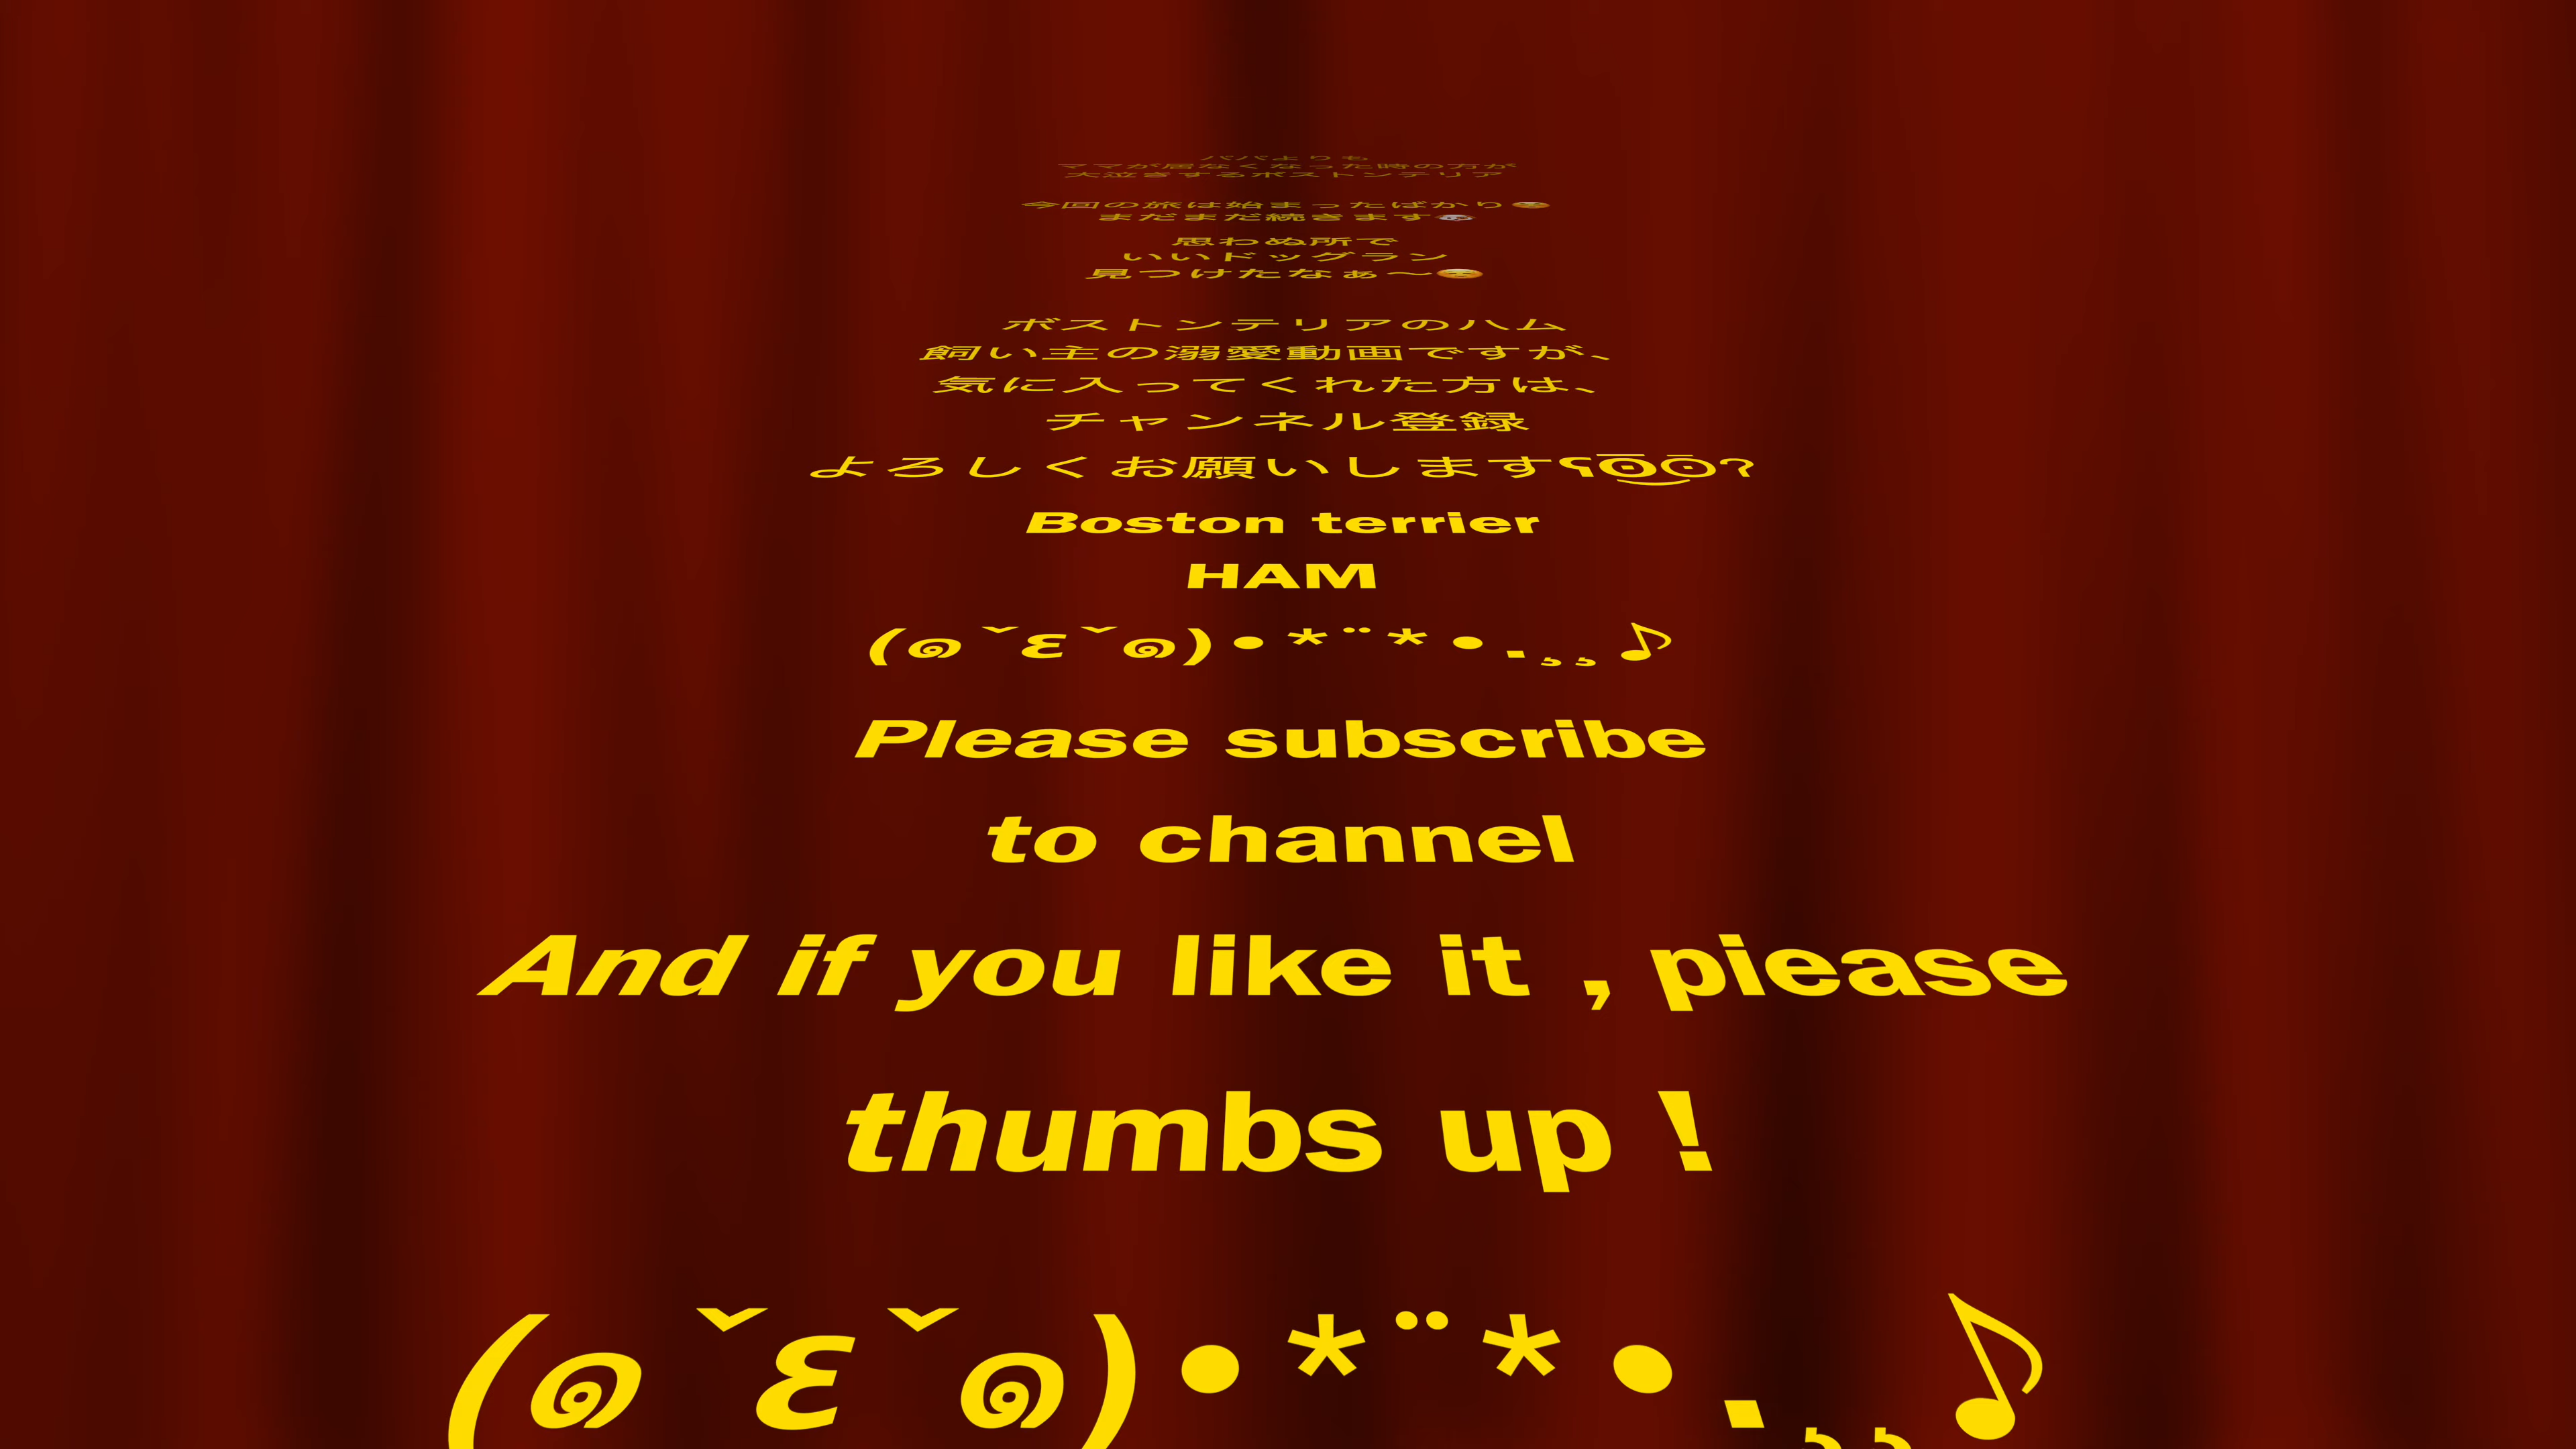 パパよりも
ママが居なくなった時の方が
大泣きするボストンテリア
今回の旅は始まったばかり
まだまだ続きます
思わぬ所で
いいドッグラン
見つけたなぁ〜
ボストンテリアのハム
飼い主の溺愛動画ですが、
気に入ってくれた方は、
チャンネル登録
よろしくお願いしますʕ⁠ ͜ʘ̅ʘ̅ʔ
Boston terrier
HAM
(๑˘ε˘๑)•*¨*•.¸¸♪
Please subscribe
to channel
And if you like it , piease
thumbs up !
(๑˘ε˘๑)•*¨*•.¸¸♪